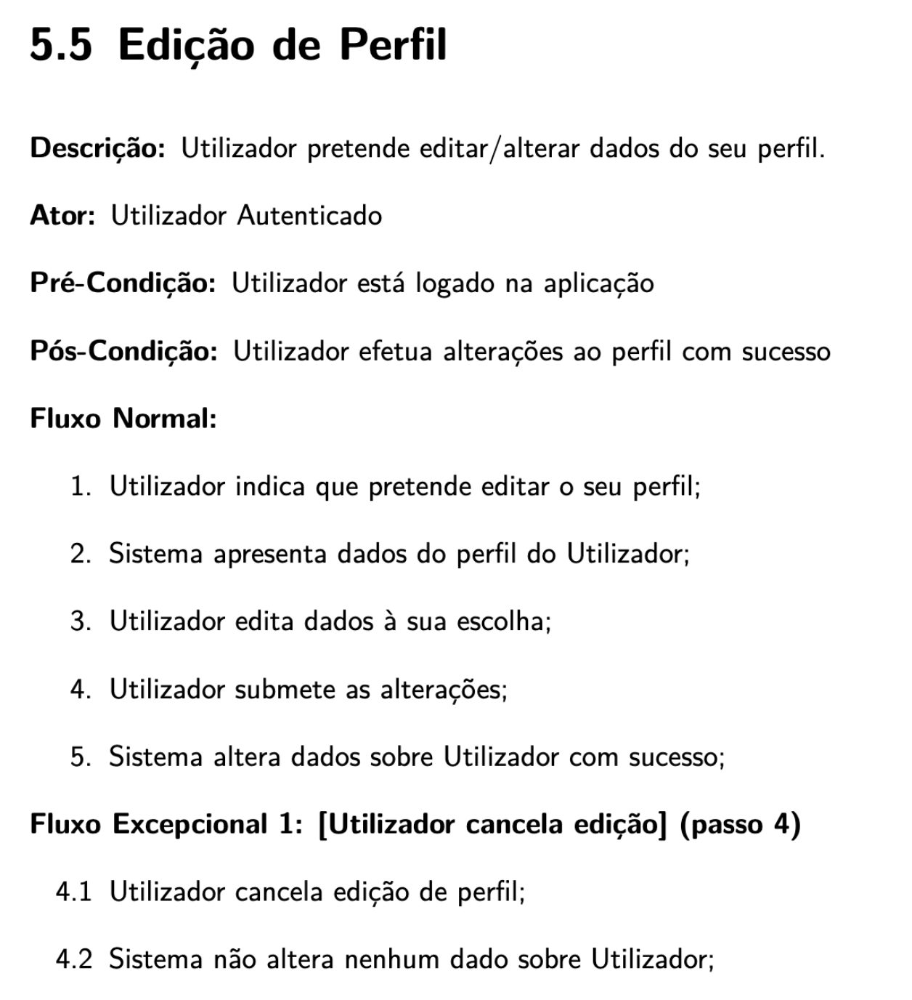 5.5 Edição de Perfil
Descrição: Utilizador pretende editar/alterar dados do seu perfil.
Ator: Utilizador Autenticado
Pré-Condição: Utilizador está logado na aplicação
Pós-Condição: Utilizador efetua alterações ao perfil com sucesso
Fluxo Normal:
1. Utilizador indica que pretende editar o seu perfil;
2. Sistema apresenta dados do perfil do Utilizador;
3. Utilizador edita dados à sua escolha;
4. Utilizador submete as alterações;
5. Sistema altera dados sobre Utilizador com sucesso;
Fluxo Excepcional 1: [Utilizador cancela edição] (passo 4)
4.1 Utilizador cancela edição de perfil;
4.2 Sistema não altera nenhum dado sobre Utilizador;